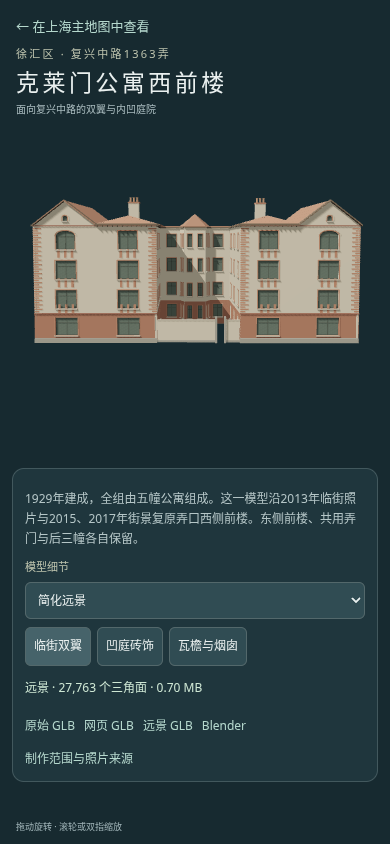 ← 在上海主地图中查看
徐汇区 · 复兴中路1363弄
克莱门公寓西前楼
面向复兴中路的双翼与内凹庭院
1929年建成，全组由五幢公寓组成。这一模型沿2013年临街照
片与2015、2017年街景复原弄口西侧前楼。东侧前楼、共用弄
门与后三幢各自保留。
模型细节
简化远景
临街双翼 凹庭砖饰 瓦檐与烟囱
远景 · 27,763 个三角面 · 0.70 MB
原始 GLB 网页 GLB 远景 GLB Blender
制作范围与照片来源
拖动旋转 · 滚轮或双指缩放